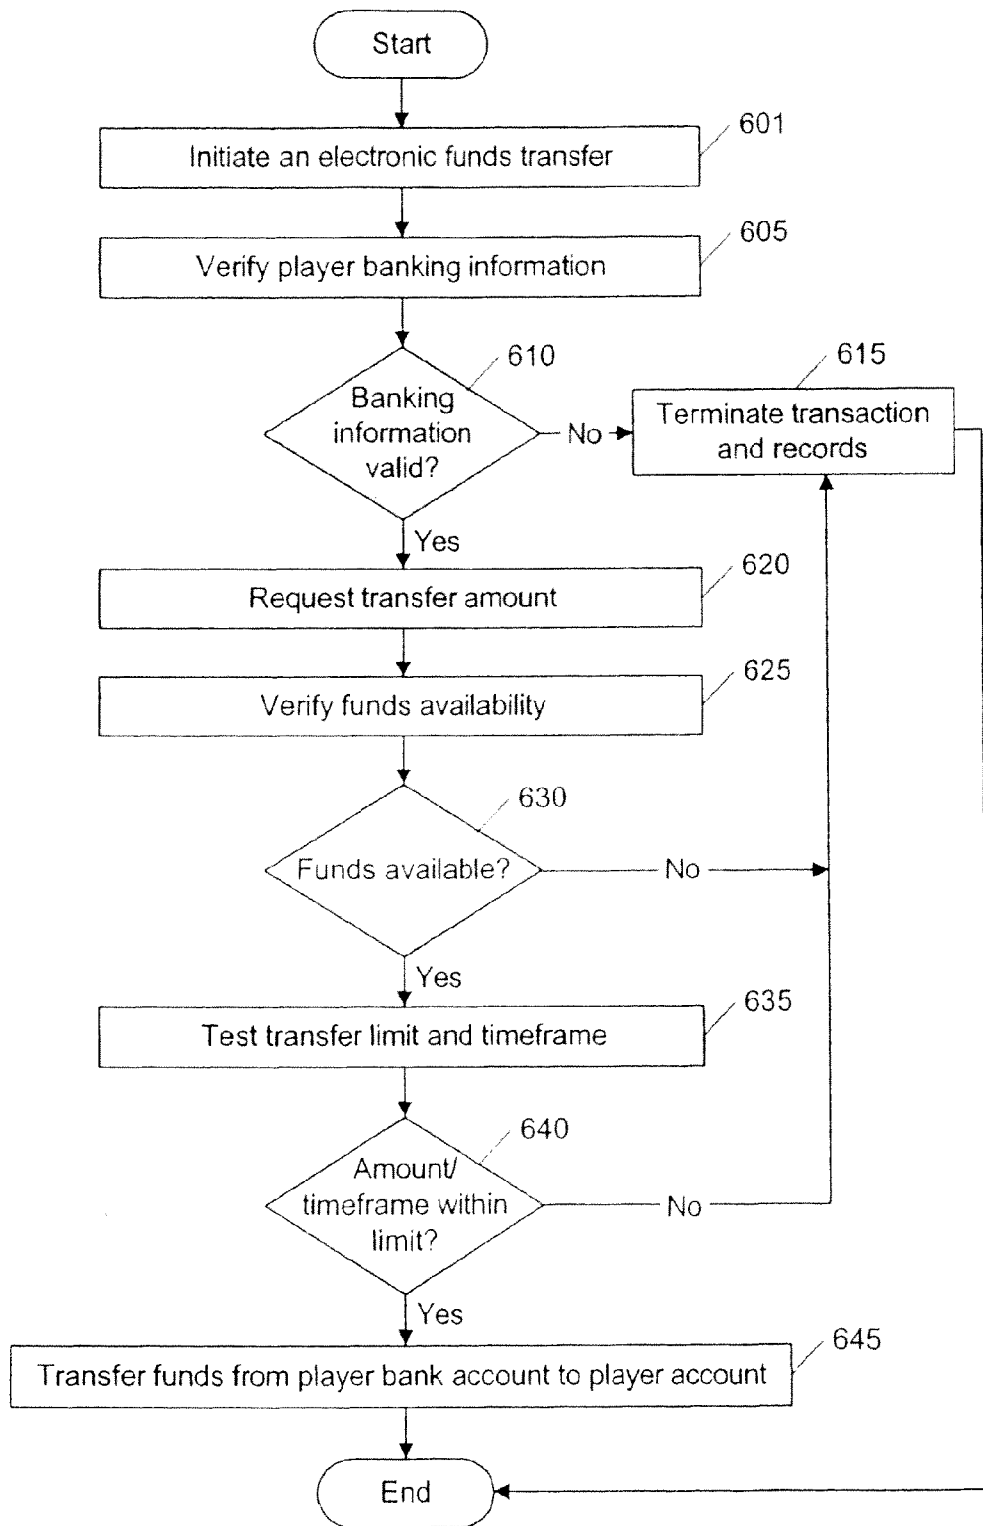 Start
601
Initiate an electronic funds transfer
605
Verify player banking information
610
Banking
information
valid?
No
615
Terminate transaction
and records
Yes
620
Request transfer amount
625
Verify funds availability
630
Funds available?
No
Yes
635
Test transfer limit and timeframe
640
Amount/
timeframe within
limit?
No
Yes
645
Transfer funds from player bank account to player account
End